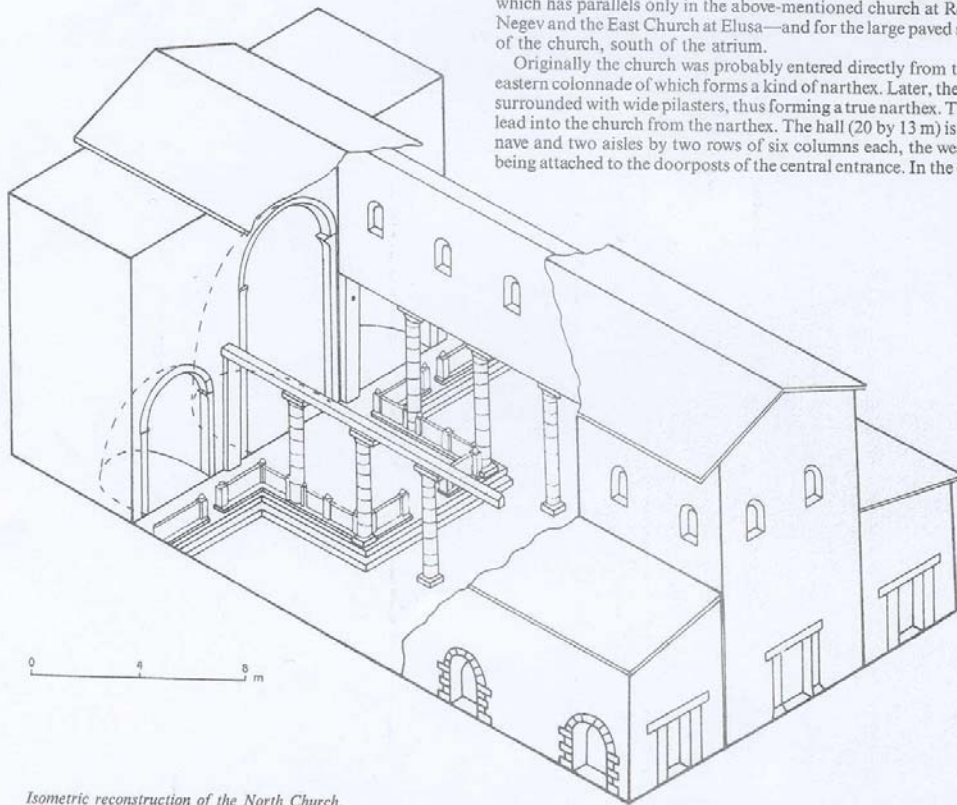 which has parallels only in the above-mentioned church at
Negev and the East Church at Elusa—and for the large paved
of the church, south of the atrium.
Originally the church was probably entered directly from
eastern colonnade of which forms a kind of narthex. Later, the
surrounded with wide pilasters, thus forming a true narthex.
lead into the church from the narthex. The hall (20 by 13 m) is
nave and two aisles by two rows of six columns each, the
being attached to the doorposts of the central entrance. In the
0 4 8 m
Isometric reconstruction of the North Church